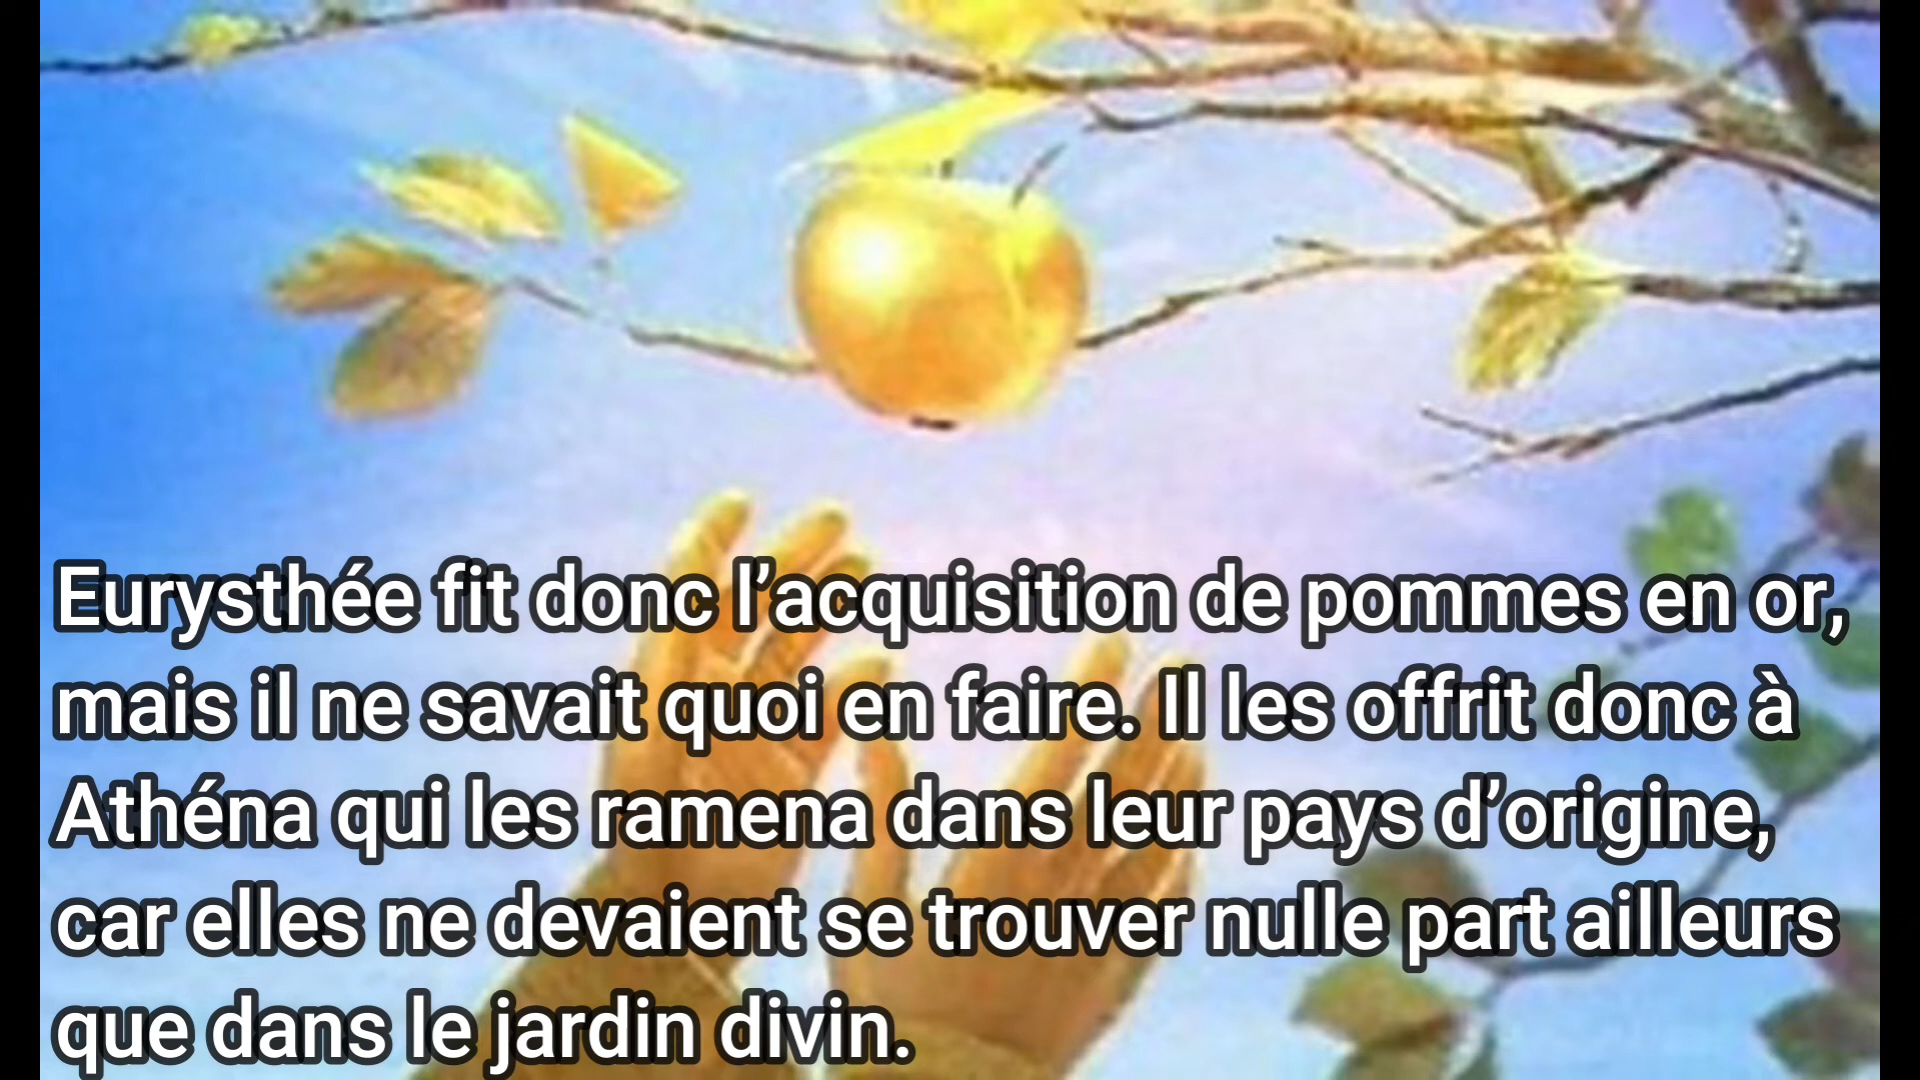 Eurysthée fit donc l’acquisition de pommes en or,
mais il ne savait quoi en faire. Il les offrit donc à
Athéna qui les ramena dans leur pays d’origine,
car elles ne devaient se trouver nulle part ailleurs
que dans le jardin divin.